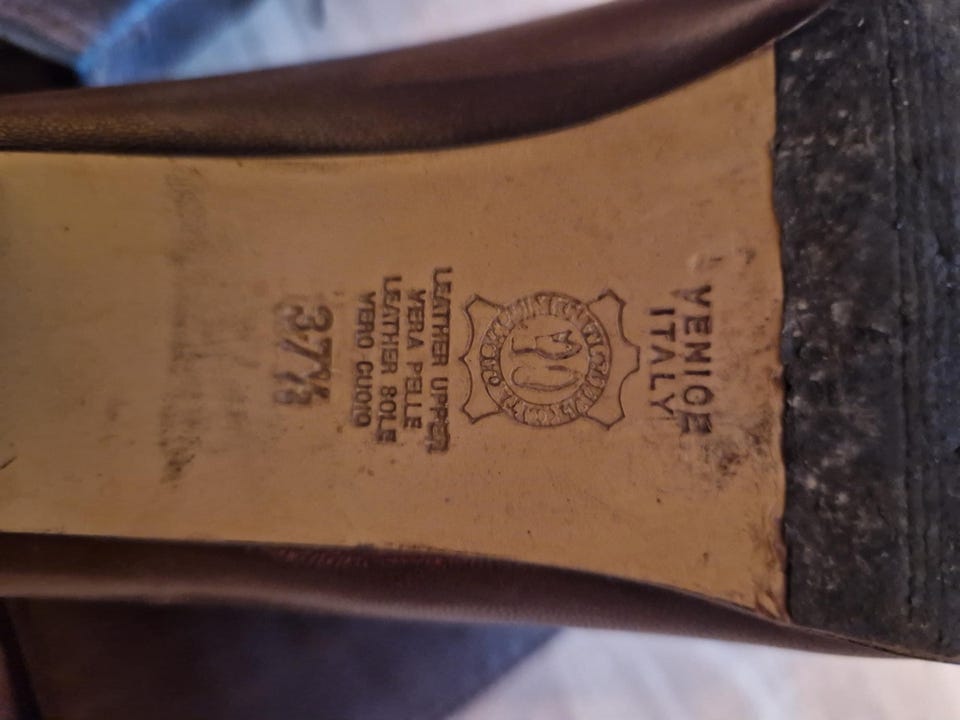 VENICE
ITALY
LEATHER UPPER
VERA PELLE
LEATHER SOLE
VERO CUOIO
37½